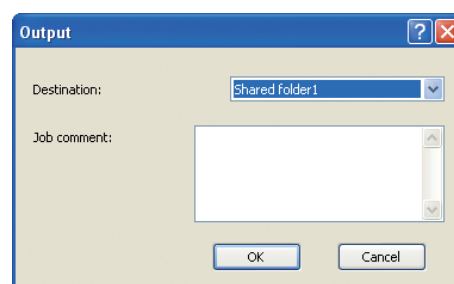 Output
Destination:
Shared folder1
Job comment:
OK
Cancel